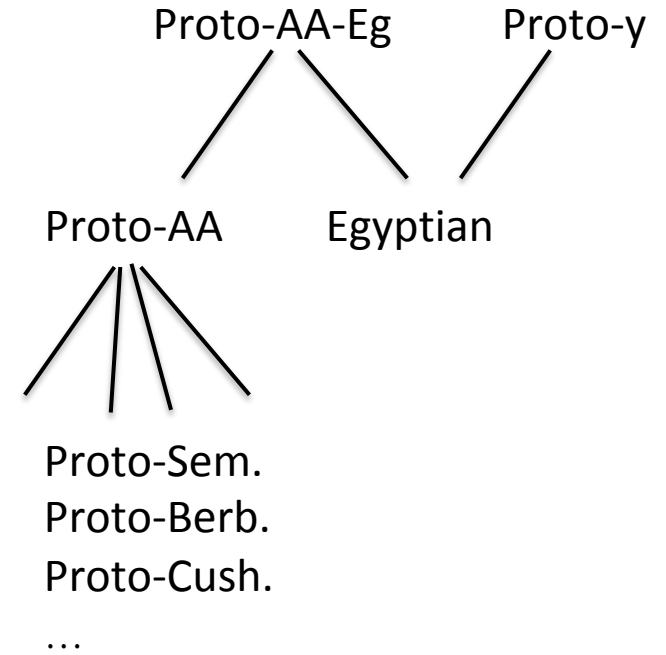 Proto-AA-Eg Proto-y
Proto-AA Egyptian
Proto-Sem.
Proto-Berb.
Proto-Cush.
…